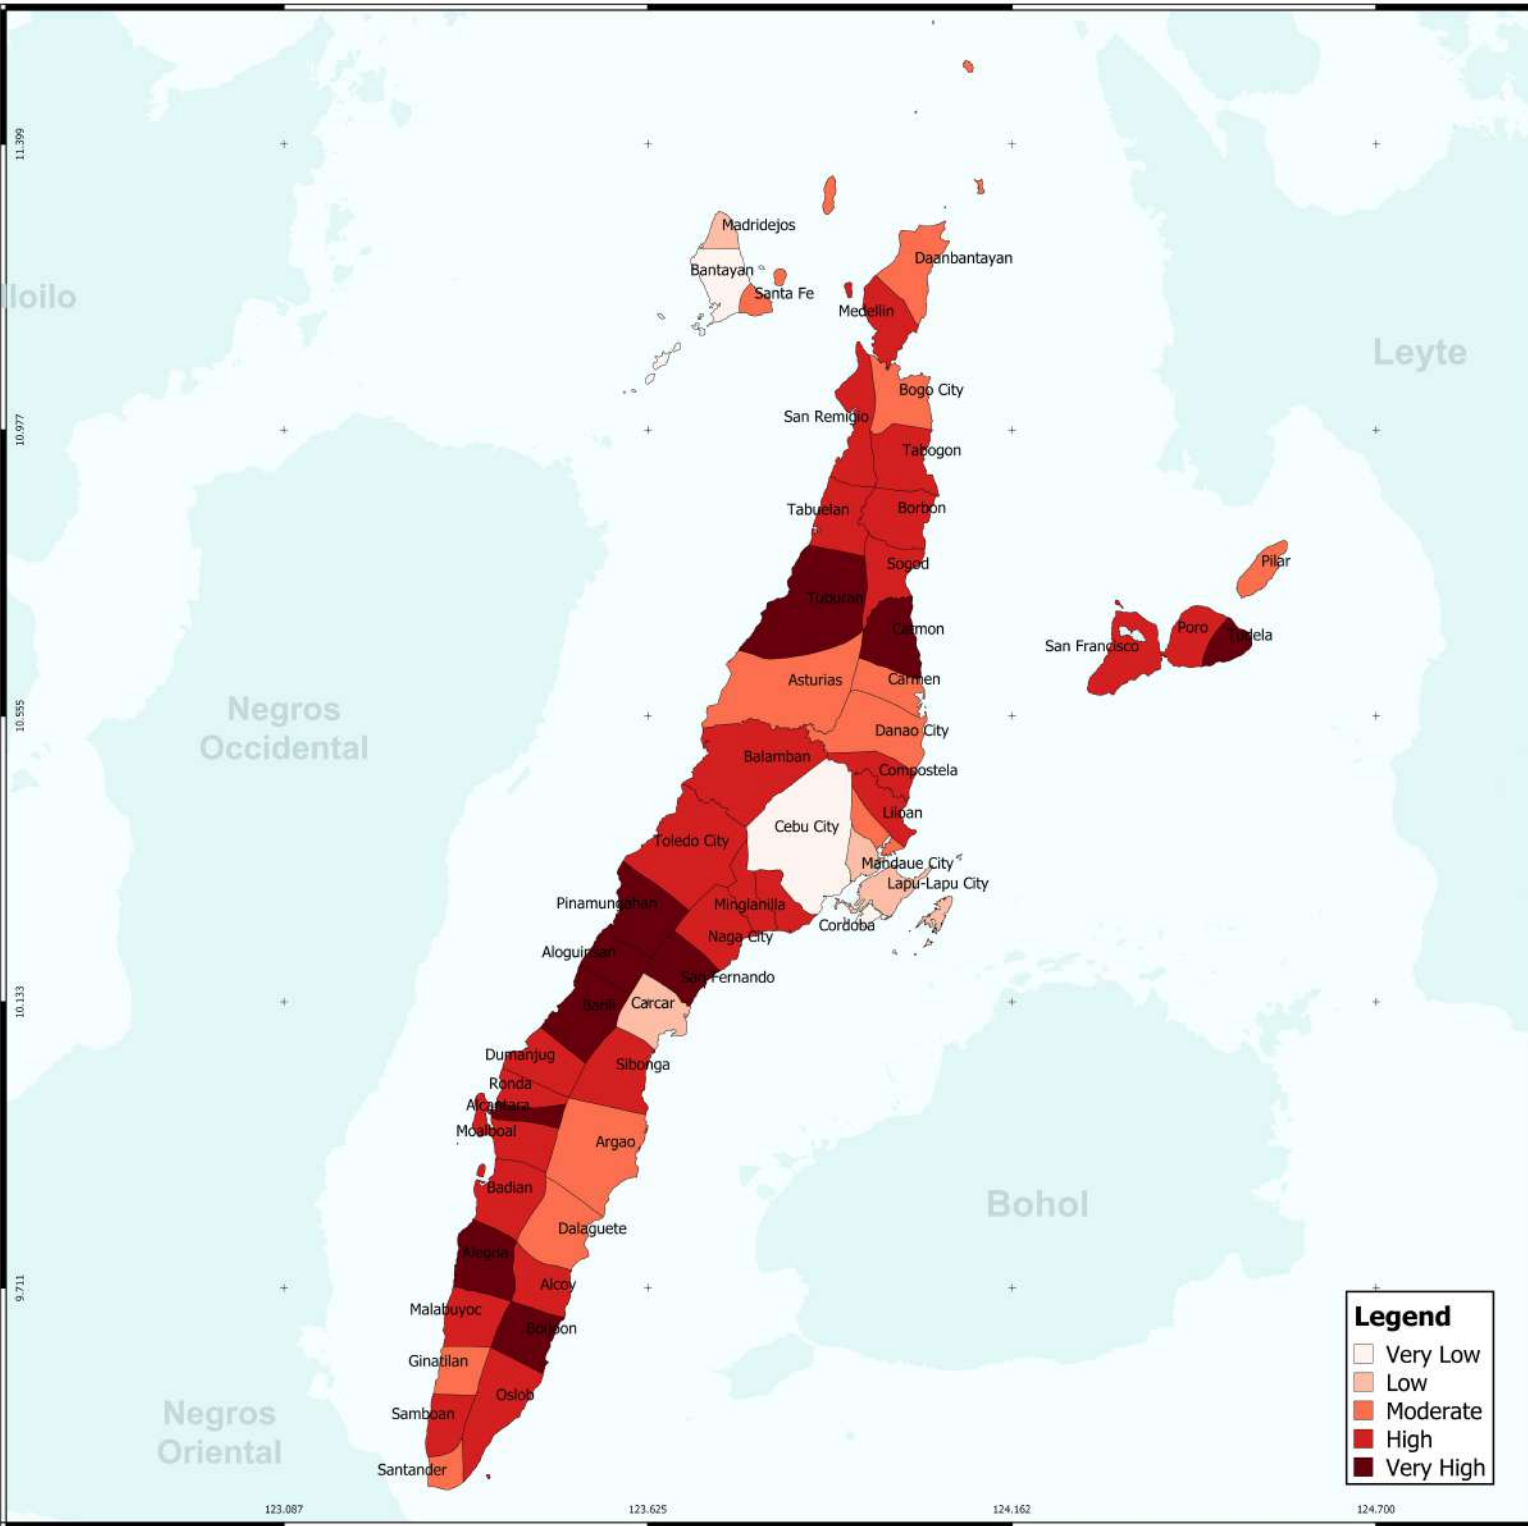 11.399
Madridejos
Daanbantayan
Bantayan
Santa Fe
Iloilo
Medellin
Leyte
Bogo City
San Remigio
10.977
Tabogon
Tabuelan
Borbon
Sogod
Pilar
Tuburan
Catmon
Poro
Tudela
San Francisco
Asturias
Carmen
10.555
Negros
Occidental
Danao City
Balamban
Compostela
Liloan
Cebu City
Toledo City
Mandaue City
Lapu-Lapu City
Pinamungahan
Minglanilla
Cordoba
Naga City
Aloguinsan
San Fernando
10.133
Barili
Carcar
Dumanjug
Sibonga
Ronda
Alcantara
Moalboal
Argao
Badian
Bohol
Dalaguete
Alegria
9.711
Alcoy
Malabuyoc
Boljoon
Ginatilan
Oslob
Samboan
Negros
Oriental
Santander
Legend
Very Low
Low
Moderate
High
Very High
123.087
123.625
124.162
124.700